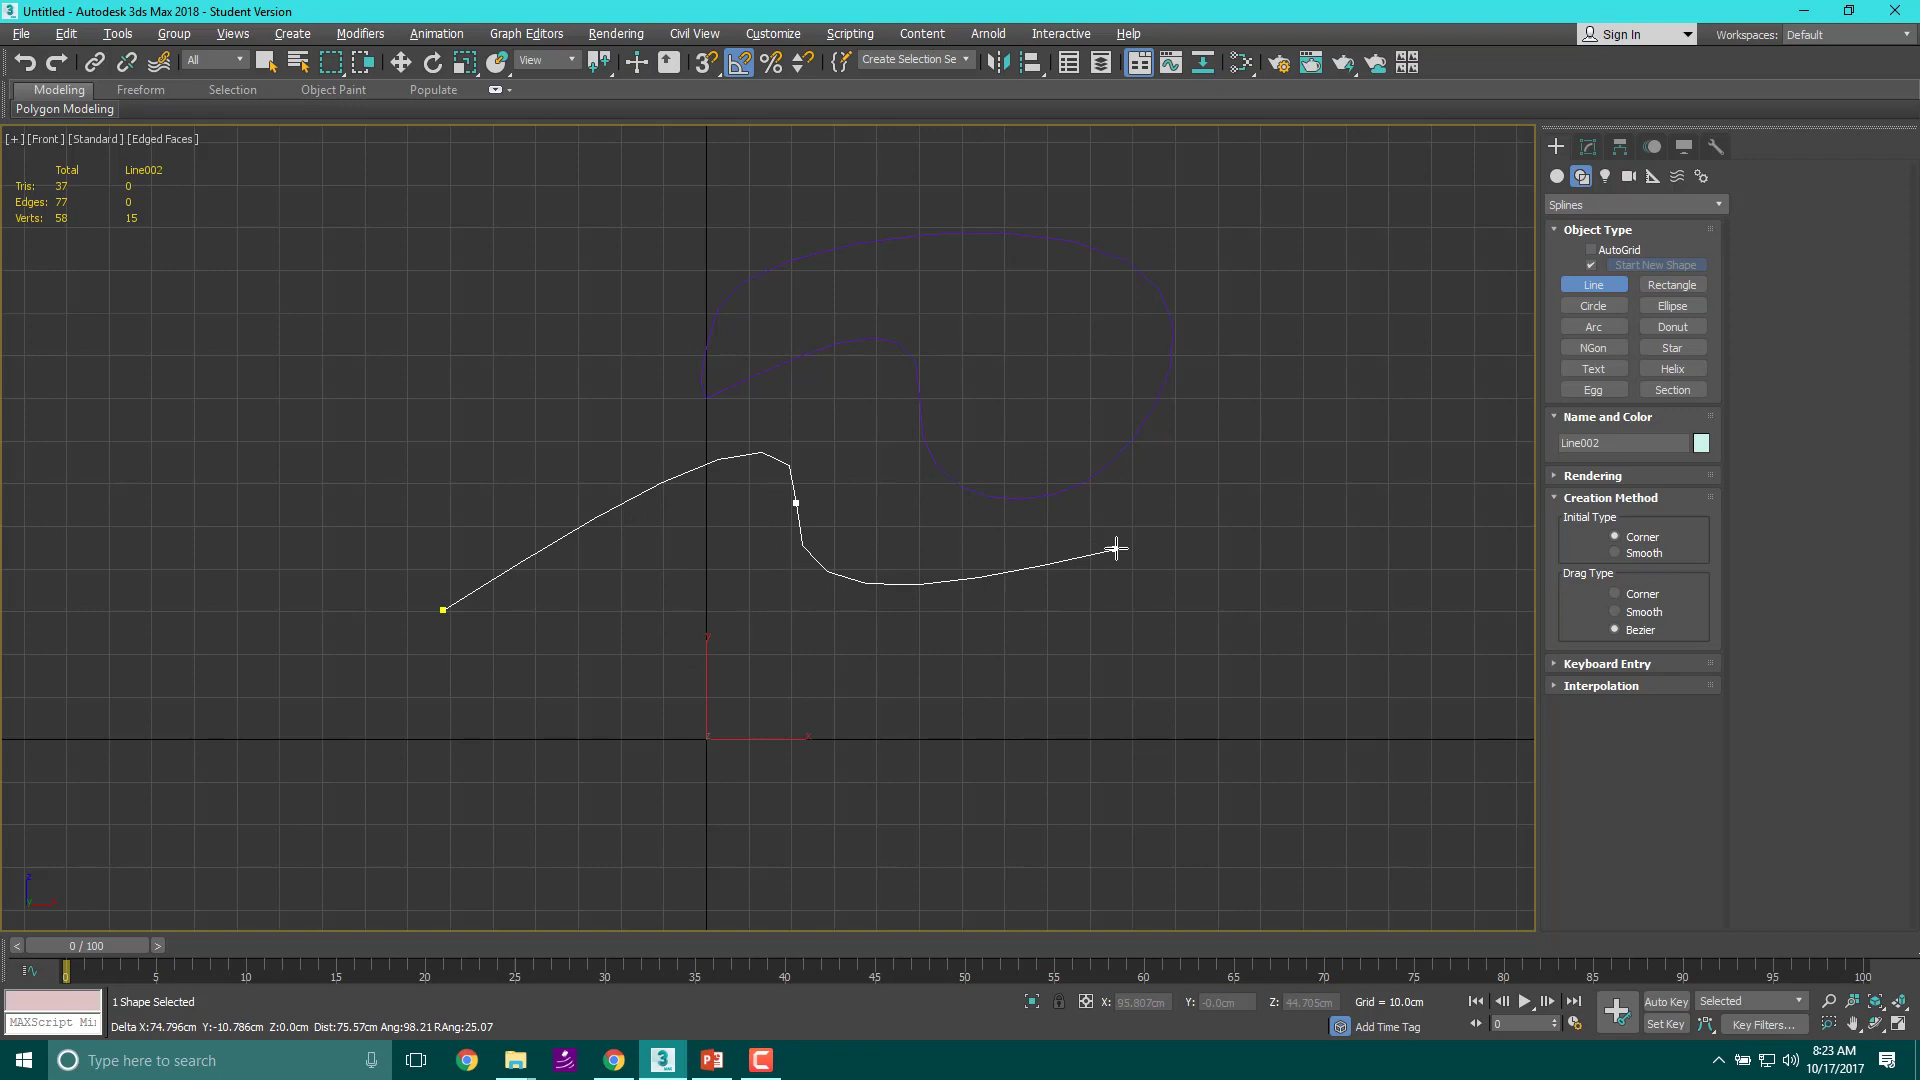 Untitled - Autodesk 3ds Max 2018 - Student Version
File Edit Tools Group Views Create Modifiers Animation Graph Editors Rendering Civil View Customize Scripting Content Arnold Interactive Help Sign In Workspaces: Default
All View Create Selection Se
Modeling Freeform Selection Object Paint Populate
Polygon Modeling
[+] [Front] [Standard] [Edged Faces]
Total Line002
Tris: 37 0
Edges: 77 0
Verts: 58 15
Splines
Object Type
AutoGrid
Start New Shape
Line Rectangle
Circle Ellipse
Arc Donut
NGon Star
Text Helix
Egg Section
Name and Color
Line002
Rendering
Creation Method
Initial Type
Corner
Smooth
Drag Type
Corner
Smooth
Bezier
Keyboard Entry
Interpolation
y
z x
z
y x
< 0 / 100 >
0 5 10 15 20 25 30 35 40 45 50 55 60 65 70 75 80 85 90 95 100
1 Shape Selected X: 95.807cm Y: -0.0cm Z: 44.705cm Grid = 10.0cm Auto Key Selected
MAXScript Mi
Delta X:74.796cm Y:-10.786cm Z:0.0cm Dist:75.57cm Ang:98.21 RAng:25.07 Add Time Tag 0 Set Key Key Filters...
Type here to search
8:23 AM
10/17/2017